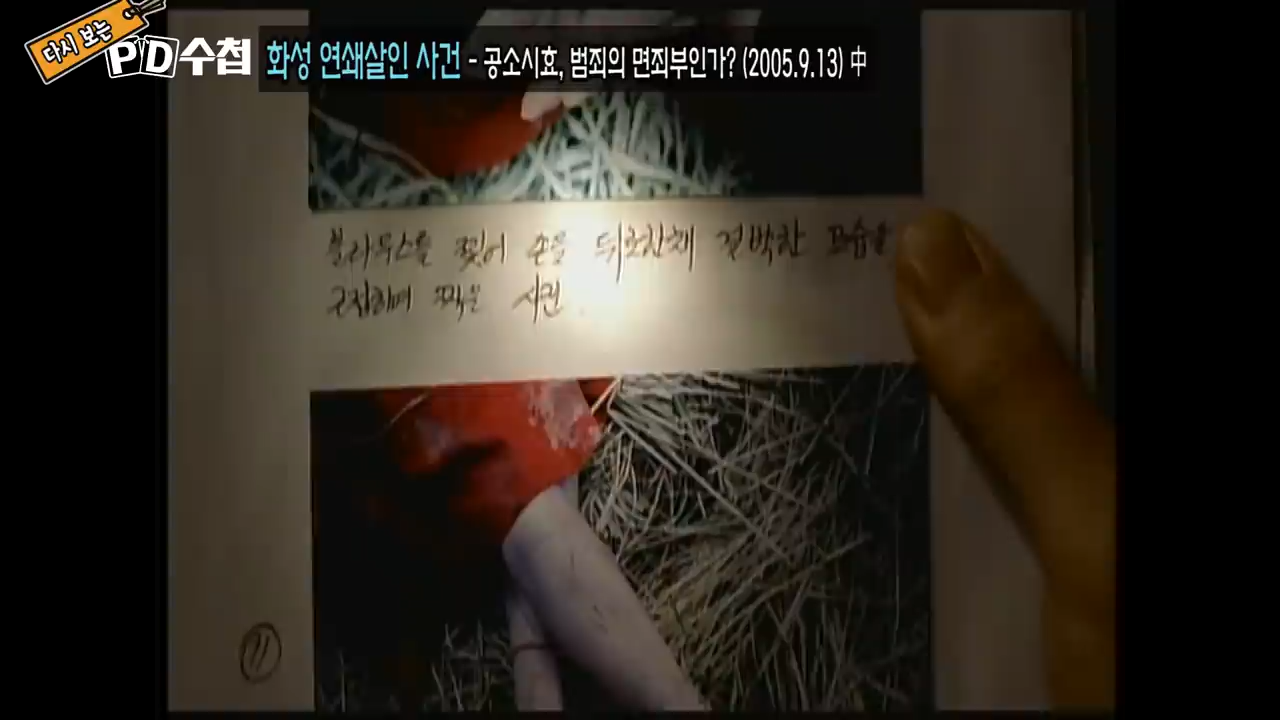 다시 보는
PD수첩
화성 연쇄살인 사건 - 공소시효, 범죄의 면죄부인가? (2005.9.13) 中
블라우스를 찢어 손을 뒤로한채 결박한 모습을
근접하여 찍은 사진.
11